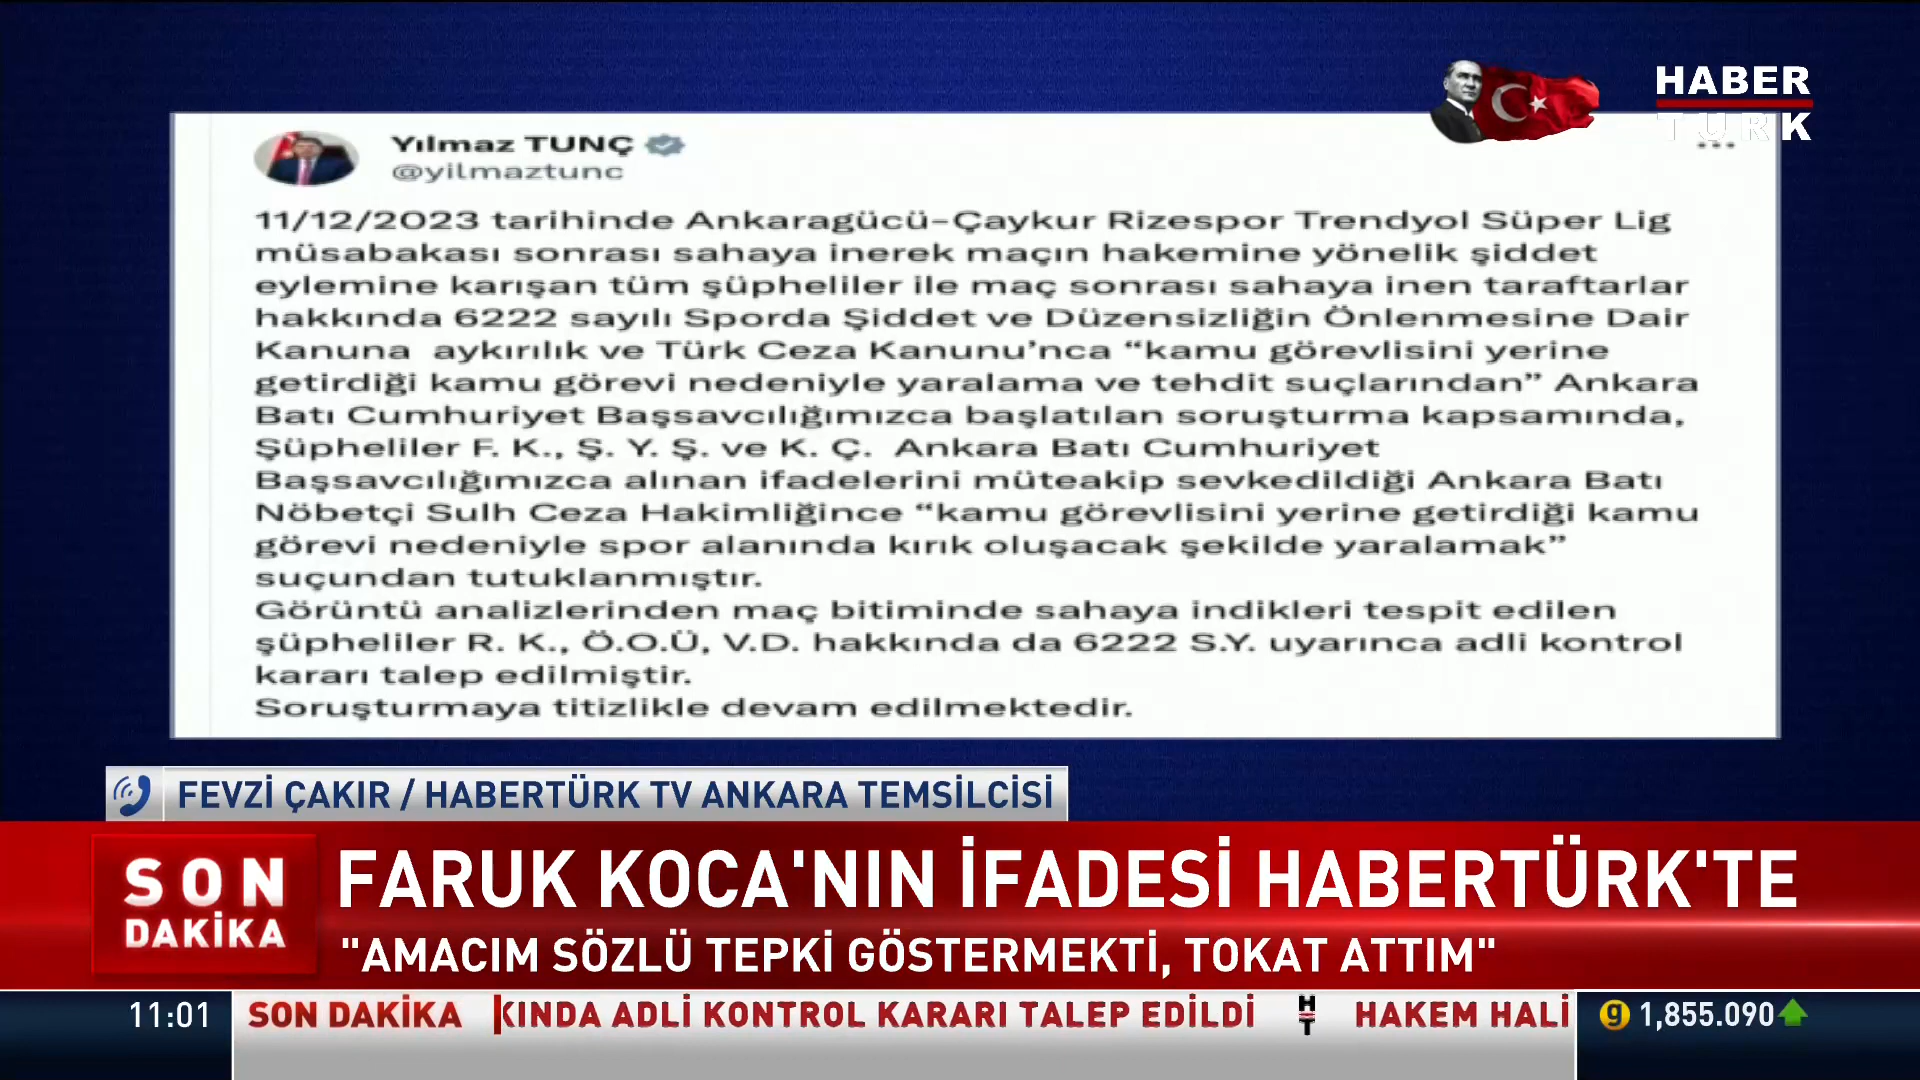 HABER
TÜRK
Yılmaz TUNÇ
@yilmaztunc
11/12/2023 tarihinde Ankaragücü-Çaykur Rizespor Trendyol Süper Lig
müsabakası sonrası sahaya inerek maçın hakemine yönelik şiddet
eylemine karışan tüm şüpheliler ile maç sonrası sahaya inen taraftarlar
hakkında 6222 sayılı Sporda Şiddet ve Düzensizliğin Önlenmesine Dair
Kanuna aykırılık ve Türk Ceza Kanunu’nca “kamu görevlisini yerine
getirdiği kamu görevi nedeniyle yaralama ve tehdit suçlarından” Ankara
Batı Cumhuriyet Başsavcılığımızca başlatılan soruşturma kapsamında,
Şüpheliler F. K., Ş. Y. Ş. ve K. Ç. Ankara Batı Cumhuriyet
Başsavcılığımızca alınan ifadelerini müteakip sevkedildiği Ankara Batı
Nöbetçi Sulh Ceza Hakimliğince “kamu görevlisini yerine getirdiği kamu
görevi nedeniyle spor alanında kırık oluşacak şekilde yaralamak”
suçundan tutuklanmıştır.
Görüntü analizlerinden maç bitiminde sahaya indikleri tespit edilen
şüpheliler R. K., Ö.O.Ü, V.D. hakkında da 6222 S.Y. uyarınca adli kontrol
kararı talep edilmiştir.
Soruşturmaya titizlikle devam edilmektedir.
FEVZİ ÇAKIR / HABERTÜRK TV ANKARA TEMSİLCİSİ
SON DAKİKA
FARUK KOCA'NIN İFADESİ HABERTÜRK'TE
"AMACIM SÖZLÜ TEPKİ GÖSTERMEKTİ, TOKAT ATTIM"
11:01 SON DAKİKA KINDA ADLİ KONTROL KARARI TALEP EDİLDİ HT HAKEM HALİ g 1,855.090